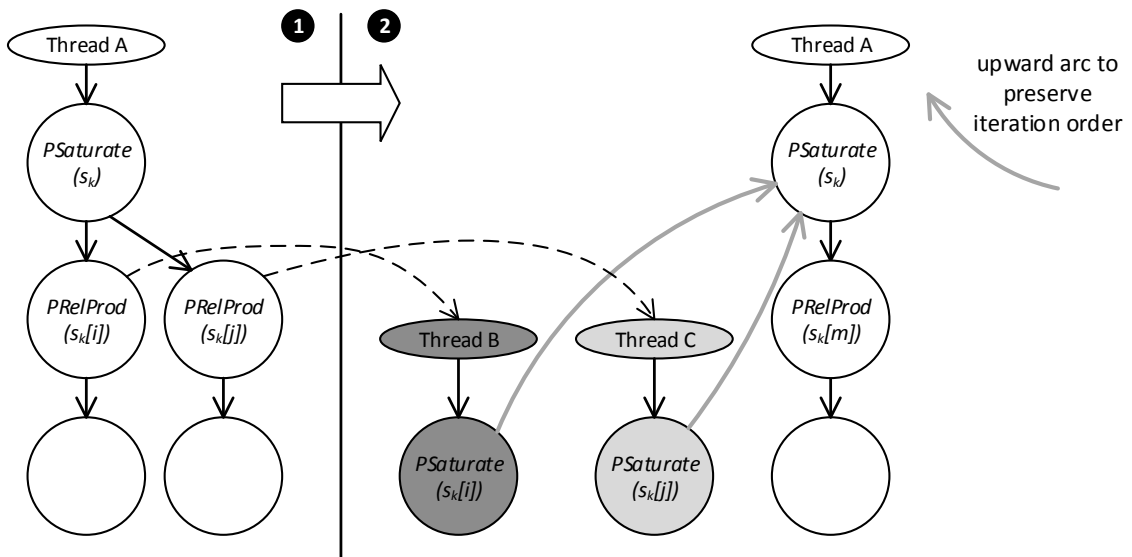 1
2
Thread A
PSaturate
(sk)
PRelProd
(sk[i])
PRelProd
(sk[j])
Thread B
PSaturate
(sk[i])
Thread C
PSaturate
(sk[j])
Thread A
PSaturate
(sk)
PRelProd
(sk[m])
upward arc to
preserve
iteration order